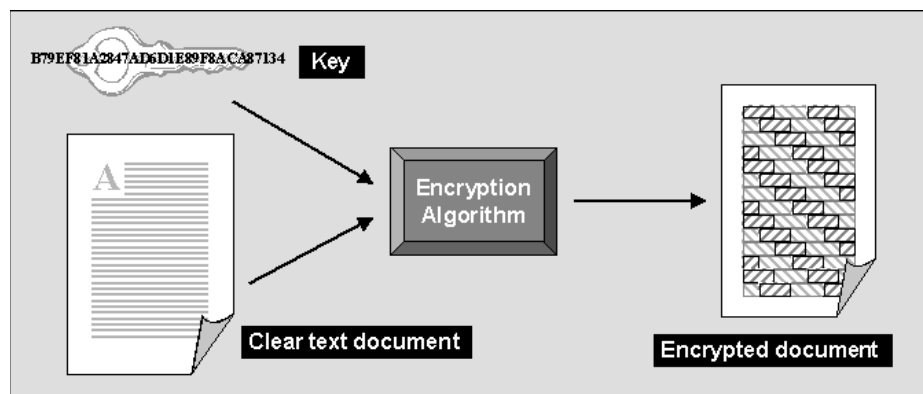 B79EF81A2847AD6D1E89F8ACA87134
Key
A
Encryption
Algorithm
Clear text document
Encrypted document